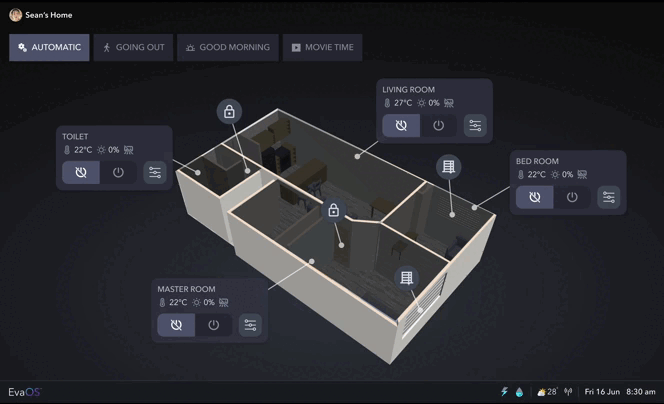 Sean's Home
AUTOMATIC
GOING OUT
GOOD MORNING
MOVIE TIME
LIVING ROOM
27°C 0%
TOILET
22°C 0%
BED ROOM
22°C 0%
MASTER ROOM
22°C 0%
EvaOS
28°
Fri 16 Jun 8:30 am